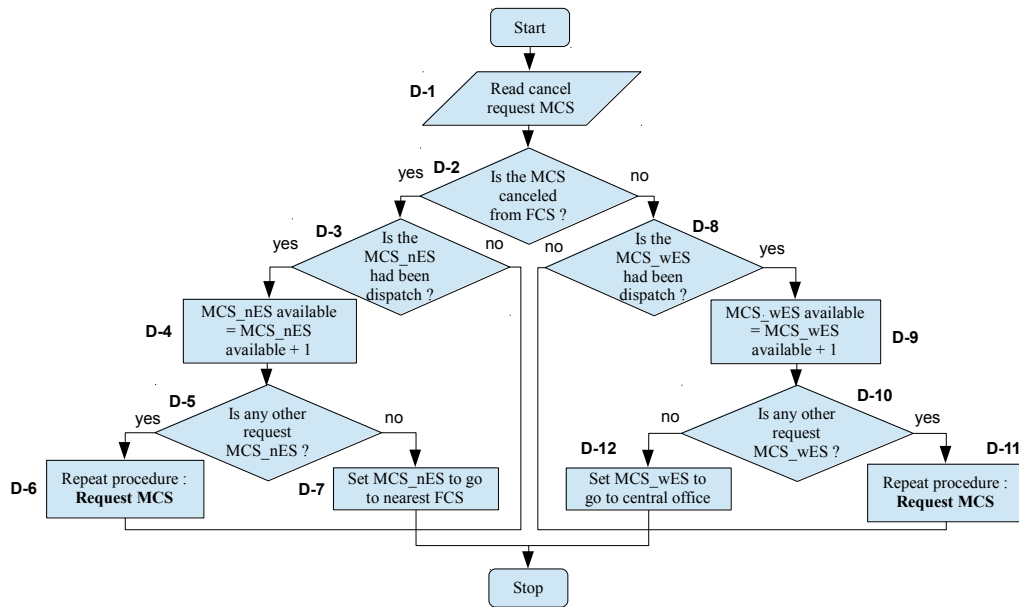 Start
D-1
Read cancel
request MCS
D-2
yes
no
Is the MCS
canceled
from FCS ?
D-3
D-8
yes
Is the
MCS_nES
had been
dispatch ?
no
no
Is the
MCS_wES
had been
dispatch ?
yes
D-4
MCS_nES available
= MCS_nES
available + 1
MCS_wES available
= MCS_wES
available + 1
D-9
D-5
yes
Is any other
request
MCS_nES ?
no
D-10
no
Is any other
request
MCS_wES ?
yes
D-6
Repeat procedure :
Request MCS
D-7
Set MCS_nES to go
to nearest FCS
D-12
Set MCS_wES to
go to central office
D-11
Repeat procedure :
Request MCS
Stop